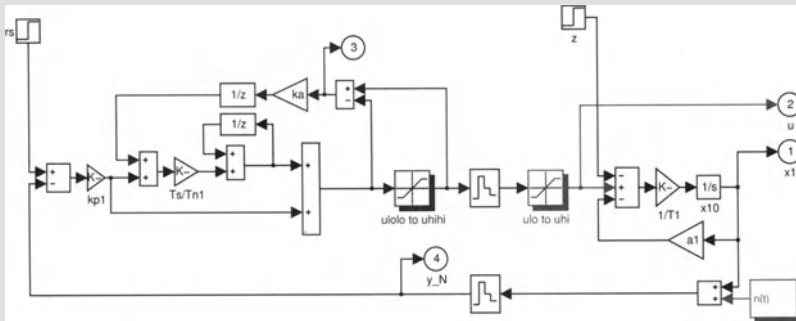 rs
z
3
1/z
ka
+
−
2
u
1/z
+
−
K−
kp1
+
+
K−
Ts/Tn1
+
+
+
+
ulolo to uhihi
ulo to uhi
−
+
−
K−
1/T1
1/s
x10
1
x1
a1
4
y_N
+
+
n(t)